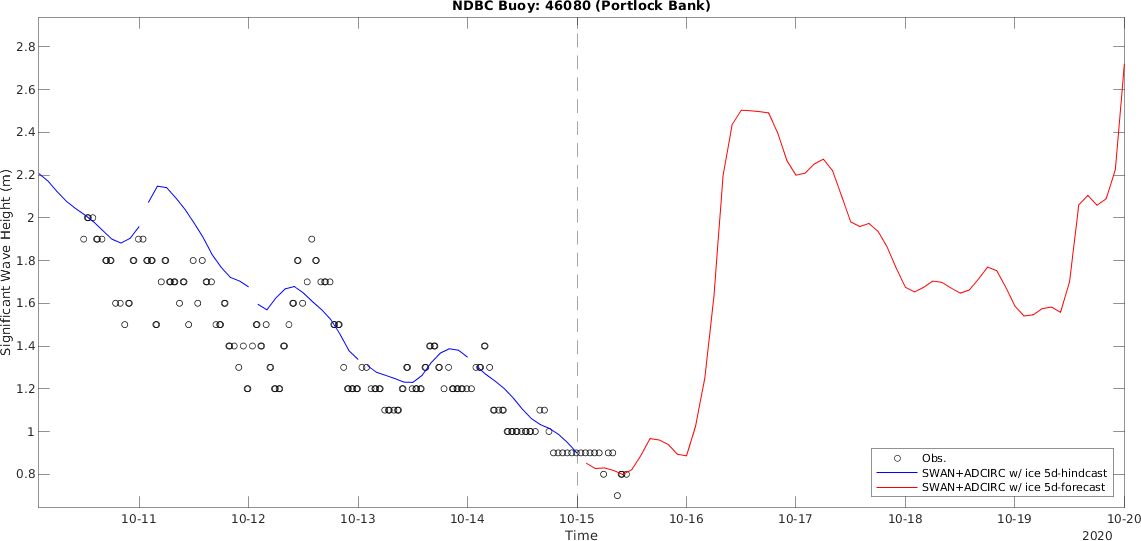 NDBC Buoy: 46080 (Portlock Bank)
Significant Wave Height (m)
2.8
2.6
2.4
2.2
2
1.8
1.6
1.4
1.2
1
0.8
Obs.
SWAN+ADCIRC w/ ice 5d-hindcast
SWAN+ADCIRC w/ ice 5d-forecast
10-11 10-12 10-13 10-14 10-15 10-16 10-17 10-18 10-19 10-20
Time
2020